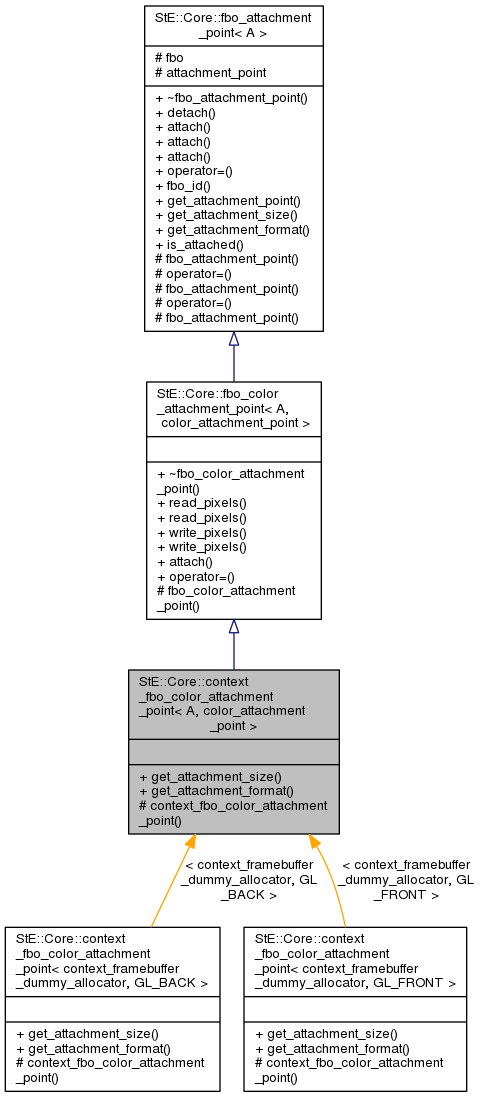 StE::Core::fbo_attachment
_point< A >
# fbo
# attachment_point
+ ~fbo_attachment_point()
+ detach()
+ attach()
+ attach()
+ attach()
+ operator=()
+ fbo_id()
+ get_attachment_point()
+ get_attachment_size()
+ get_attachment_format()
+ is_attached()
# fbo_attachment_point()
# operator=()
# fbo_attachment_point()
# operator=()
# fbo_attachment_point()
StE::Core::fbo_color
_attachment_point< A,
color_attachment_point >
+ ~fbo_color_attachment
_point()
+ read_pixels()
+ read_pixels()
+ write_pixels()
+ write_pixels()
+ attach()
+ operator=()
# fbo_color_attachment
_point()
StE::Core::context
_fbo_color_attachment
_point< A, color_attachment
_point >
+ get_attachment_size()
+ get_attachment_format()
# context_fbo_color_attachment
_point()
< context_framebuffer
_dummy_allocator, GL
_BACK >
< context_framebuffer
_dummy_allocator, GL
_FRONT >
StE::Core::context
_fbo_color_attachment
_point< context_framebuffer
_dummy_allocator, GL_BACK >
+ get_attachment_size()
+ get_attachment_format()
# context_fbo_color_attachment
_point()
StE::Core::context
_fbo_color_attachment
_point< context_framebuffer
_dummy_allocator, GL_FRONT >
+ get_attachment_size()
+ get_attachment_format()
# context_fbo_color_attachment
_point()